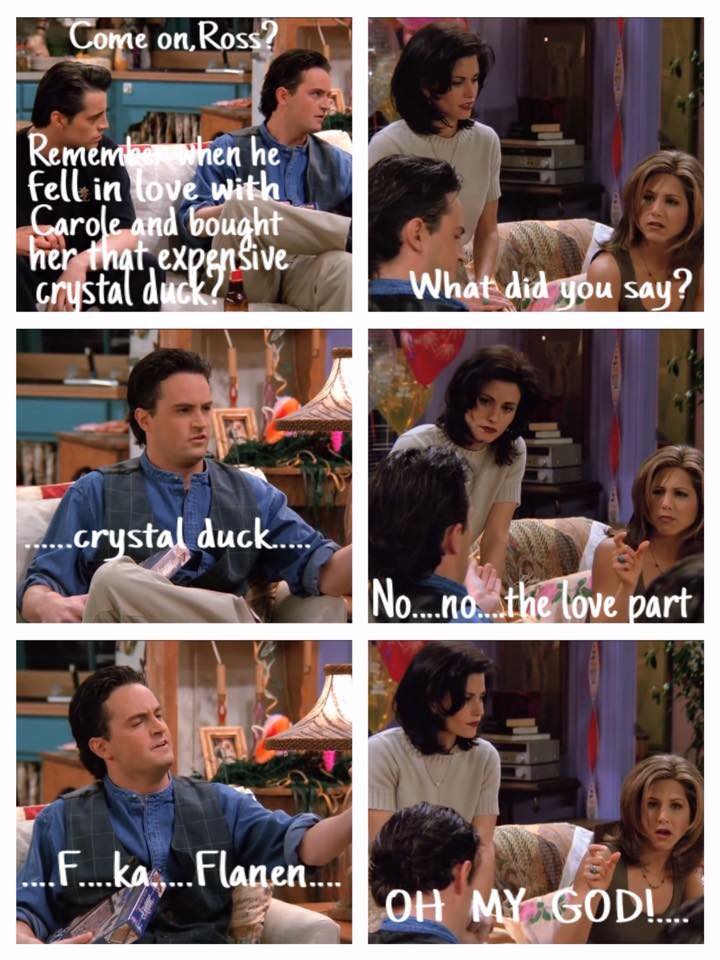 Come on,Ross?
Remember when he
fell in love with
Carole and bought
her that expensive
crystal duck?
What did you say?
......crystal duck.....
No....no....the love part
....F....ka.....Flanen....
OH MY GOD!....